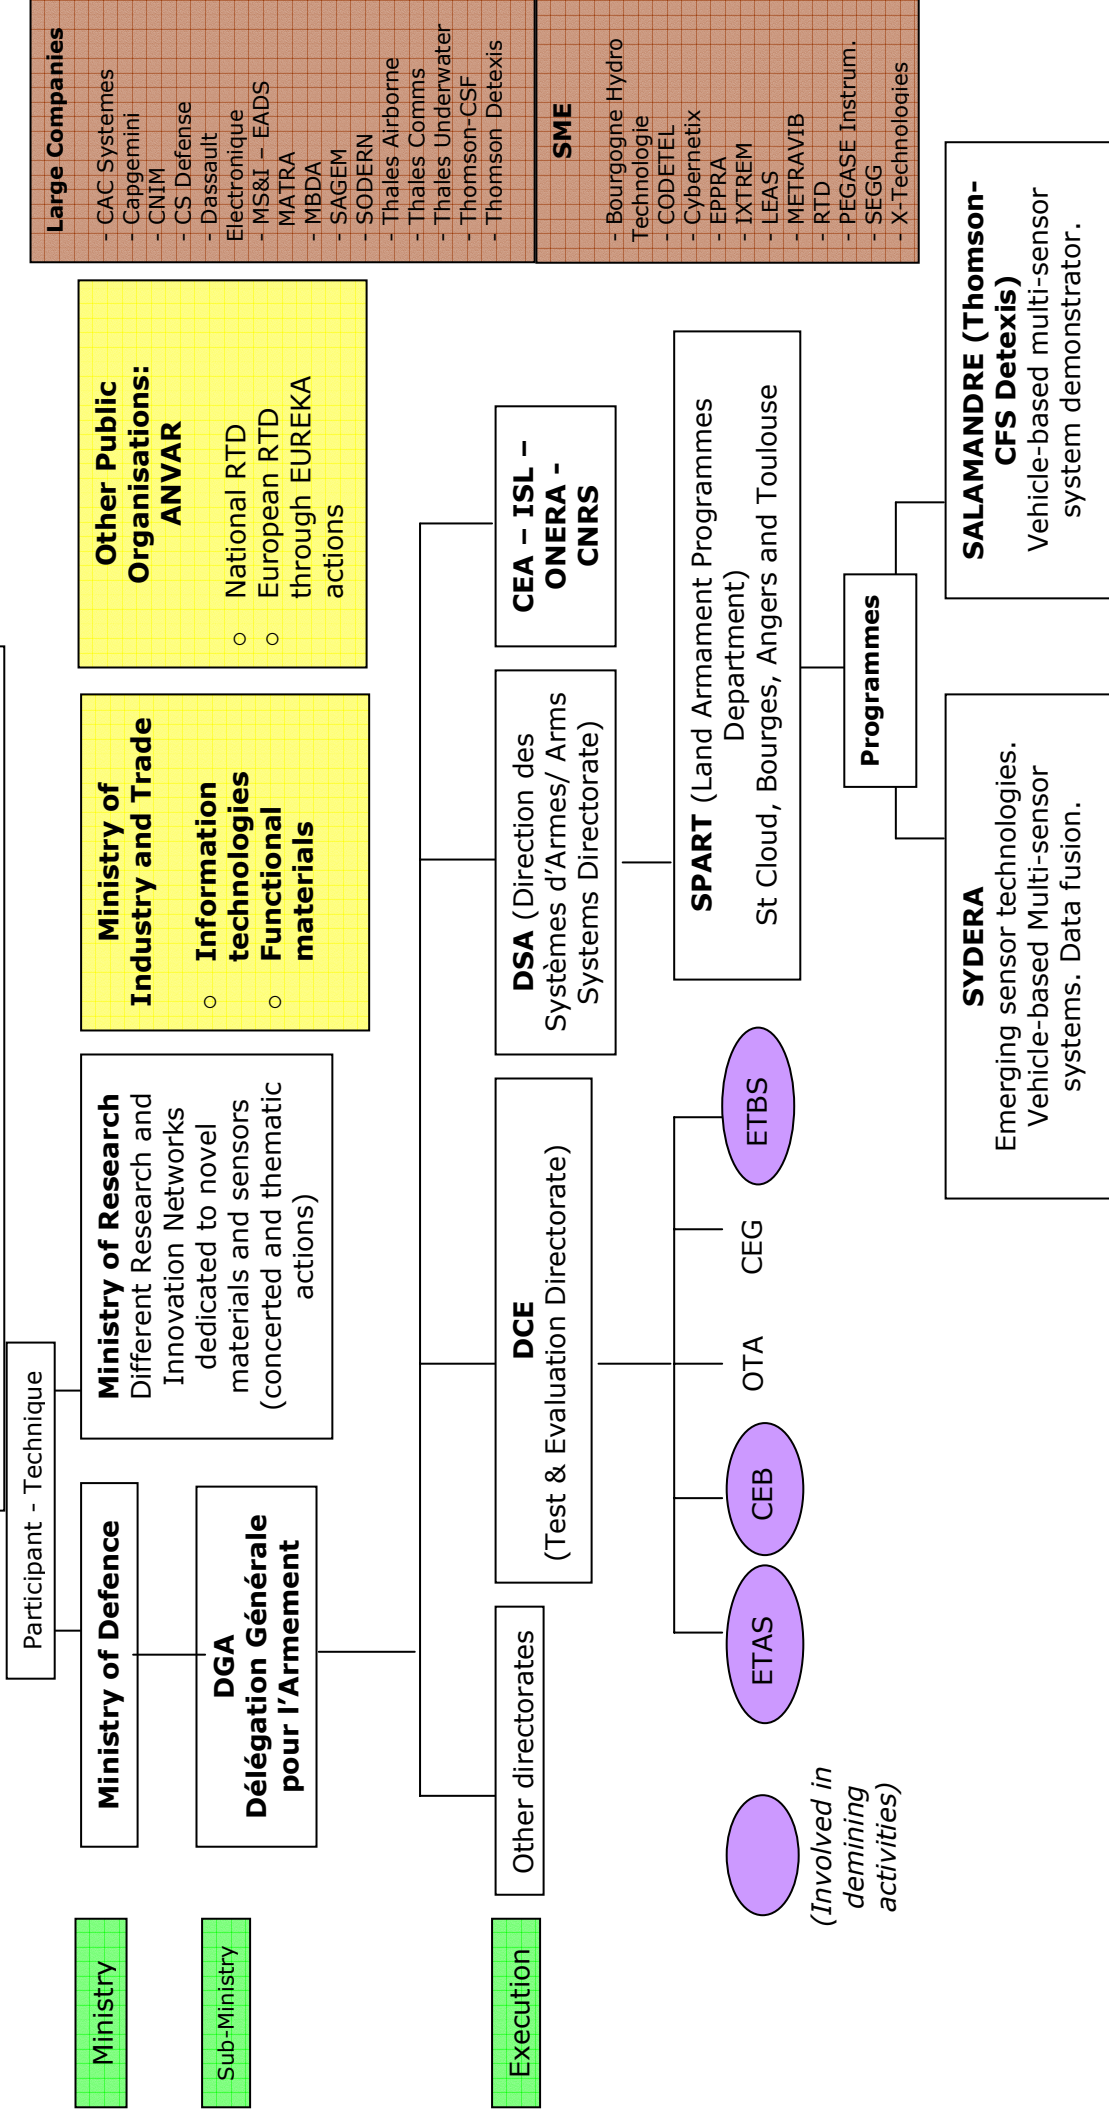 Participant - Technique
Ministry
Ministry of Defence
Ministry of Research
Different Research and
Innovation Networks
dedicated to novel
materials and sensors
(concerted and thematic
actions)
Ministry of
Industry and Trade
○ Information
technologies
○ Functional
materials
Other Public
Organisations:
ANVAR
○ National RTD
○ European RTD
through EUREKA
actions
Large Companies
- CAC Systemes
- Capgemini
- CNIM
- CS Defense
- Dassault
Electronique
- MS&I – EADS
MATRA
- MBDA
- SAGEM
- SODERN
- Thales Airborne
- Thales Comms
- Thales Underwater
- Thomson-CSF
- Thomson Detexis
Sub-Ministry
DGA
Délégation Générale
pour l'Armement
Execution
Other directorates
DCE
(Test & Evaluation Directorate)
DSA (Direction des
Systèmes d'Armes/ Arms
Systems Directorate)
CEA – ISL –
ONERA -
CNRS
SME
- Bourgogne Hydro
Technologie
- CODETEL
- Cybernetix
- EPPRA
- IXTREM
- LEAS
- METRAVIB
RTD
- PEGASE Instrum.
- SEGG
- X-Technologies
SPART (Land Armament Programmes
Department)
St Cloud, Bourges, Angers and Toulouse
ETAS
CEB
OTA
CEG
ETBS
(Involved in
demining
activities)
Programmes
SYDERA
Emerging sensor technologies.
Vehicle-based Multi-sensor
systems. Data fusion.
SALAMANDRE (Thomson-
CFS Detexis)
Vehicle-based multi-sensor
system demonstrator.